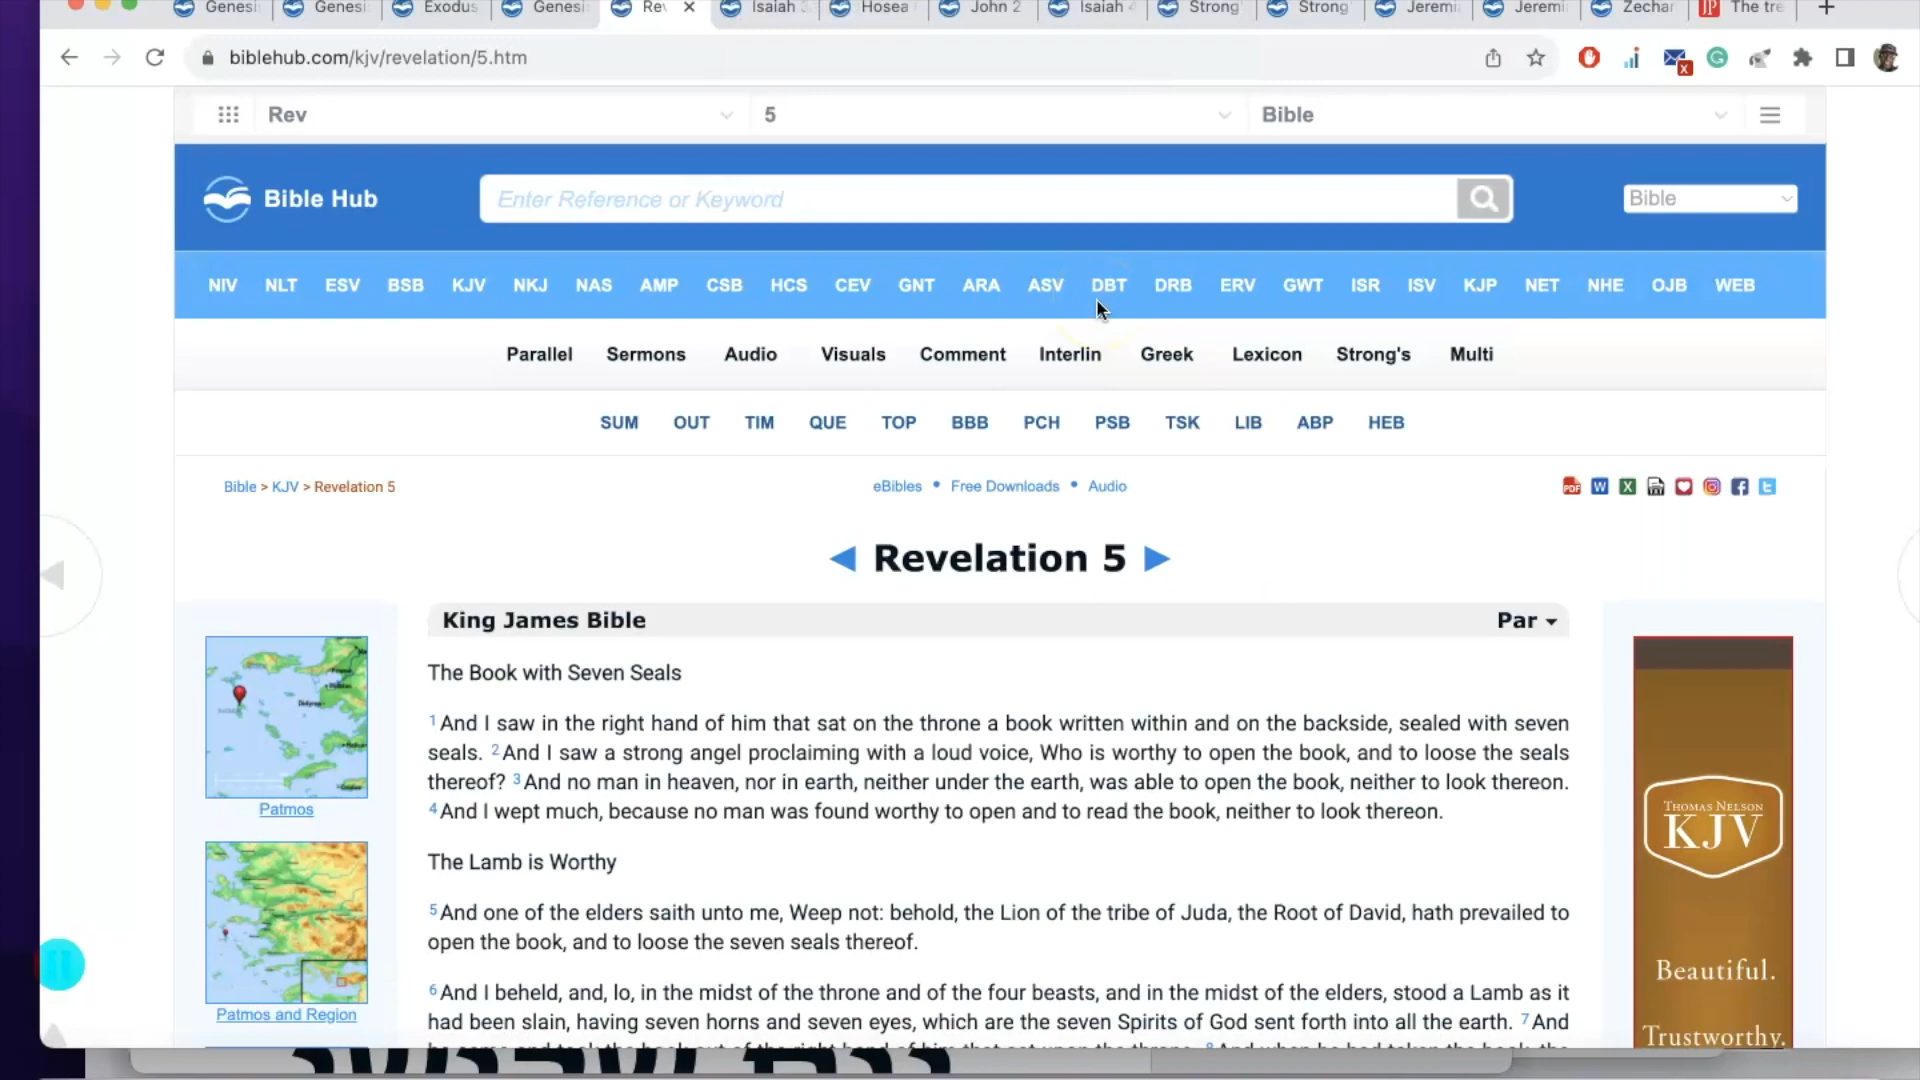 Genesi Genesi Exodus Genesi Rev Isaiah 3 Hosea John 2 Isaiah Strong Strong Jeremi Jeremi Zechar The tre
biblehub.com/kjv/revelation/5.htm
Rev 5 Bible
Bible Hub Enter Reference or Keyword Bible
NIV NLT ESV BSB KJV NKJ NAS AMP CSB HCS CEV GNT ARA ASV DBT DRB ERV GWT ISR ISV KJP NET NHE OJB WEB
Parallel Sermons Audio Visuals Comment Interlin Greek Lexicon Strong's Multi
SUM OUT TIM QUE TOP BBB PCH PSB TSK LIB ABP HEB
Bible > KJV > Revelation 5 eBibles • Free Downloads • Audio
◄ Revelation 5 ►
King James Bible Par
The Book with Seven Seals
1And I saw in the right hand of him that sat on the throne a book written within and on the backside, sealed with seven
seals. 2And I saw a strong angel proclaiming with a loud voice, Who is worthy to open the book, and to loose the seals
thereof? 3And no man in heaven, nor in earth, neither under the earth, was able to open the book, neither to look thereon.
4And I wept much, because no man was found worthy to open and to read the book, neither to look thereon.
The Lamb is Worthy
5And one of the elders saith unto me, Weep not: behold, the Lion of the tribe of Juda, the Root of David, hath prevailed to
open the book, and to loose the seven seals thereof.
6And I beheld, and, lo, in the midst of the throne and of the four beasts, and in the midst of the elders, stood a Lamb as it
had been slain, having seven horns and seven eyes, which are the seven Spirits of God sent forth into all the earth. 7And
Patmos
Patmos and Region
THOMAS NELSON
KJV
Beautiful.
Trustworthy.